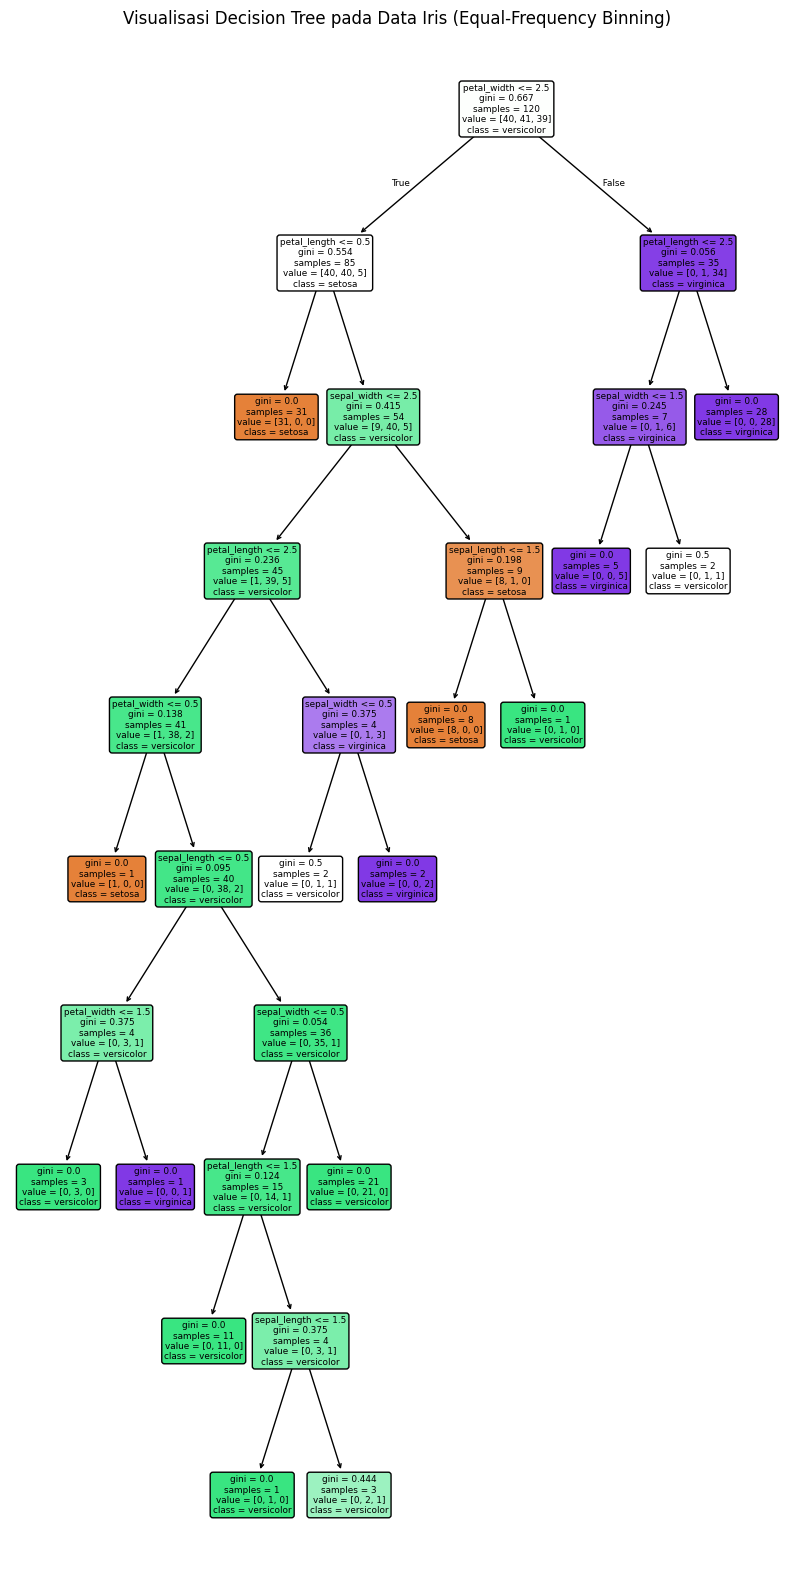 Visualisasi Decision Tree pada Data Iris (Equal-Frequency Binning)
petal_width <= 2.5
gini = 0.667
samples = 120
value = [40, 41, 39]
class = versicolor
True
False
petal_length <= 0.5
gini = 0.554
samples = 85
value = [40, 40, 5]
class = setosa
petal_length <= 2.5
gini = 0.056
samples = 35
value = [0, 1, 34]
class = virginica
gini = 0.0
samples = 31
value = [31, 0, 0]
class = setosa
sepal_width <= 2.5
gini = 0.415
samples = 54
value = [9, 40, 5]
class = versicolor
sepal_width <= 1.5
gini = 0.245
samples = 7
value = [0, 1, 6]
class = virginica
gini = 0.0
samples = 28
value = [0, 0, 28]
class = virginica
petal_length <= 2.5
gini = 0.236
samples = 45
value = [1, 39, 5]
class = versicolor
sepal_length <= 1.5
gini = 0.198
samples = 9
value = [8, 1, 0]
class = setosa
gini = 0.0
samples = 5
value = [0, 0, 5]
class = virginica
gini = 0.5
samples = 2
value = [0, 1, 1]
class = versicolor
petal_width <= 0.5
gini = 0.138
samples = 41
value = [1, 38, 2]
class = versicolor
sepal_width <= 0.5
gini = 0.375
samples = 4
value = [0, 1, 3]
class = virginica
gini = 0.0
samples = 8
value = [8, 0, 0]
class = setosa
gini = 0.0
samples = 1
value = [0, 1, 0]
class = versicolor
gini = 0.0
samples = 1
value = [1, 0, 0]
class = setosa
sepal_length <= 0.5
gini = 0.095
samples = 40
value = [0, 38, 2]
class = versicolor
gini = 0.5
samples = 2
value = [0, 1, 1]
class = versicolor
gini = 0.0
samples = 2
value = [0, 0, 2]
class = virginica
petal_width <= 1.5
gini = 0.375
samples = 4
value = [0, 3, 1]
class = versicolor
sepal_width <= 0.5
gini = 0.054
samples = 36
value = [0, 35, 1]
class = versicolor
gini = 0.0
samples = 3
value = [0, 3, 0]
class = versicolor
gini = 0.0
samples = 1
value = [0, 0, 1]
class = virginica
petal_length <= 1.5
gini = 0.124
samples = 15
value = [0, 14, 1]
class = versicolor
gini = 0.0
samples = 21
value = [0, 21, 0]
class = versicolor
gini = 0.0
samples = 11
value = [0, 11, 0]
class = versicolor
sepal_length <= 1.5
gini = 0.375
samples = 4
value = [0, 3, 1]
class = versicolor
gini = 0.0
samples = 1
value = [0, 1, 0]
class = versicolor
gini = 0.444
samples = 3
value = [0, 2, 1]
class = versicolor